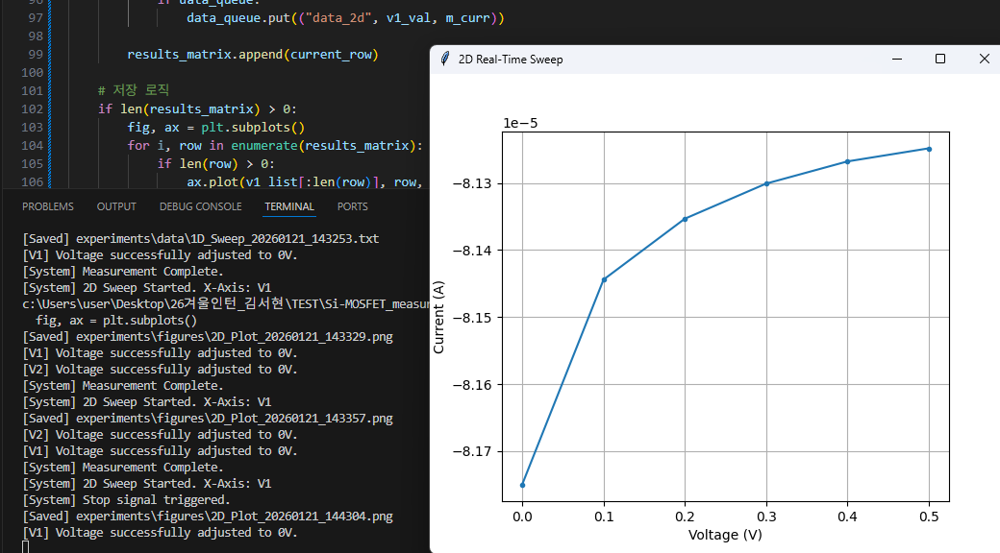 96 if data_queue:
97 data_queue.put(("data_2d", v1_val, m_curr))
98
99 results_matrix.append(current_row)
100
101 # 저장 로직
102 if len(results_matrix) > 0:
103 fig, ax = plt.subplots()
104 for i, row in enumerate(results_matrix):
105 if len(row) > 0:
106 ax.plot(v1_list[:len(row)], row,
PROBLEMS OUTPUT DEBUG CONSOLE TERMINAL PORTS
[Saved] experiments\data\1D_Sweep_20260121_143253.txt
[V1] Voltage successfully adjusted to 0V.
[System] Measurement Complete.
[System] 2D Sweep Started. X-Axis: V1
c:\Users\user\Desktop\26겨울인턴_김서현\TEST\Si-MOSFET_measu
fig, ax = plt.subplots()
[Saved] experiments\figures\2D_Plot_20260121_143329.png
[V1] Voltage successfully adjusted to 0V.
[V2] Voltage successfully adjusted to 0V.
[System] Measurement Complete.
[System] 2D Sweep Started. X-Axis: V1
[Saved] experiments\figures\2D_Plot_20260121_143357.png
[V2] Voltage successfully adjusted to 0V.
[V1] Voltage successfully adjusted to 0V.
[System] Measurement Complete.
[System] 2D Sweep Started. X-Axis: V1
[System] Stop signal triggered.
[Saved] experiments\figures\2D_Plot_20260121_144304.png
[V1] Voltage successfully adjusted to 0V.
2D Real-Time Sweep
1e−5
−8.13
−8.14
−8.15
−8.16
−8.17
Current (A)
0.0 0.1 0.2 0.3 0.4 0.5
Voltage (V)